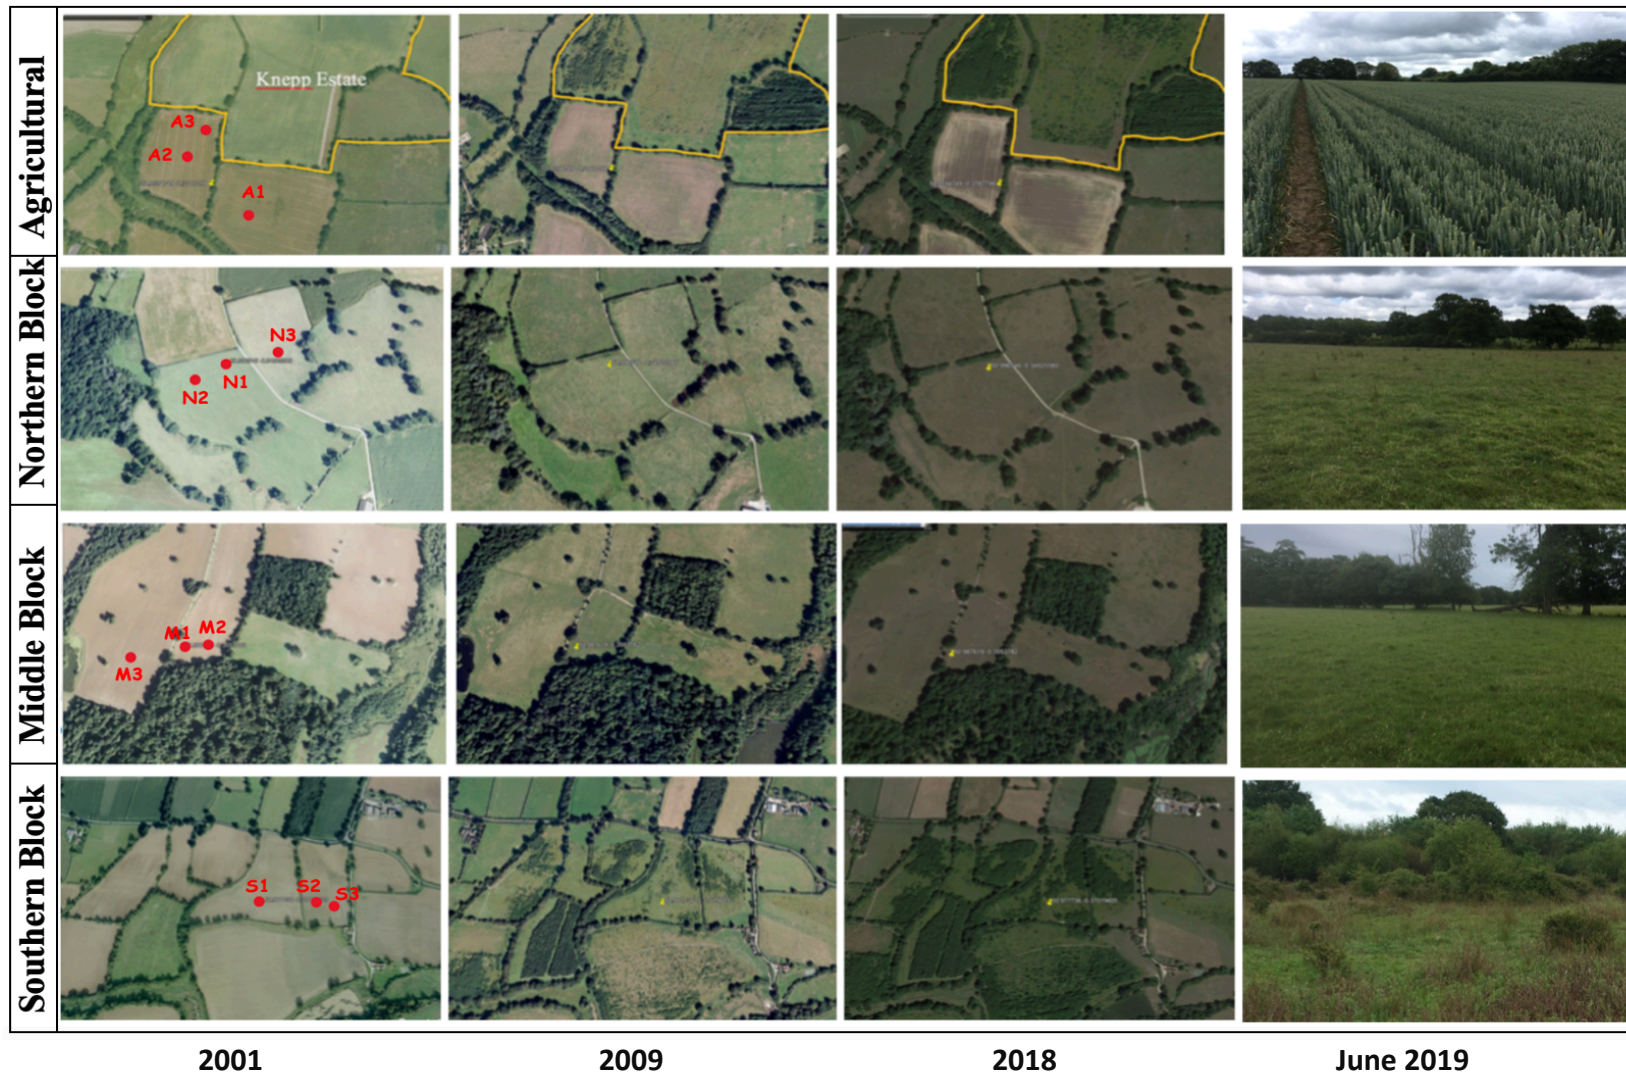 Agricultural
Knepp Estate
A3
A2
A1
Northern Block
N3
N1
N2
Middle Block
M1
M2
M3
Southern Block
S1
S2
S3
2001
2009
2018
June 2019